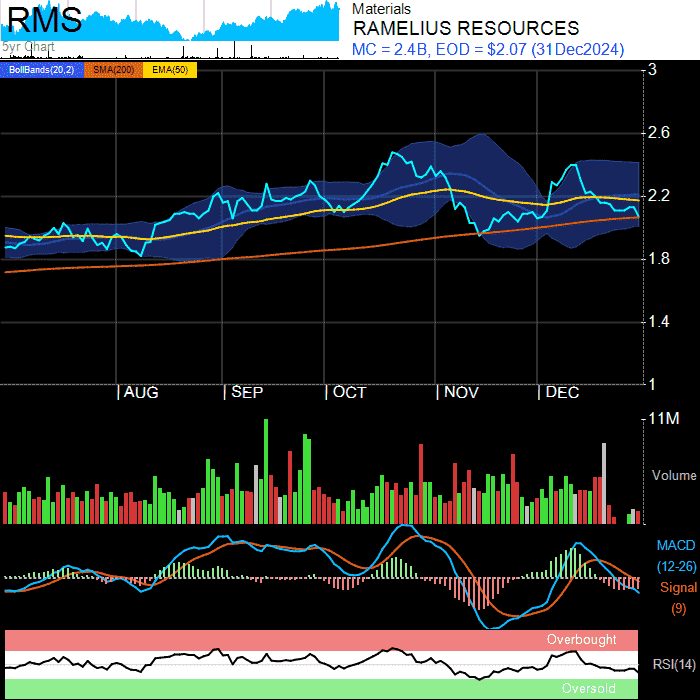 RMS
5yr Chart
Materials
RAMELIUS RESOURCES
MC = 2.4B, EOD = $2.07 (31Dec2024)
BollBands(20,2) SMA(200) EMA(50)
3
2.6
2.2
1.8
1.4
1
AUG SEP OCT NOV DEC
11M
Volume
MACD
(12-26)
Signal
(9)
Overbought
RSI(14)
Oversold